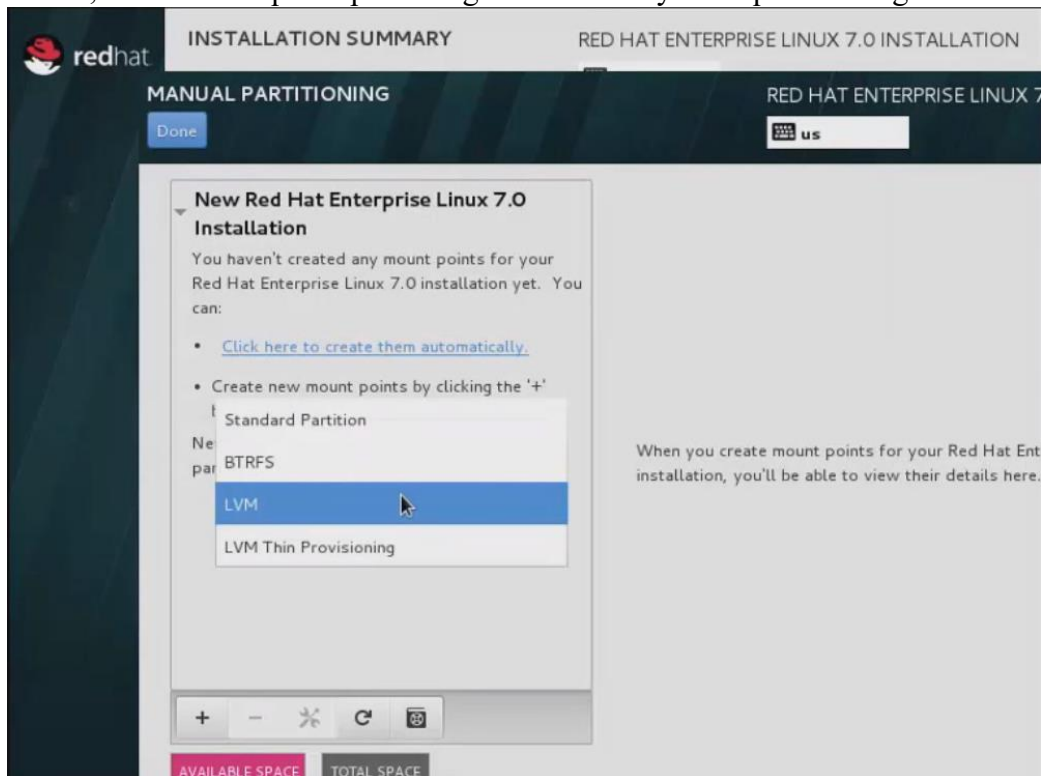 redhat
INSTALLATION SUMMARY
RED HAT ENTERPRISE LINUX 7.0 INSTALLATION
MANUAL PARTITIONING
RED HAT ENTERPRISE LINUX 7
Done
us
New Red Hat Enterprise Linux 7.0
Installation
You haven't created any mount points for your
Red Hat Enterprise Linux 7.0 installation yet. You
can:
• Click here to create them automatically.
• Create new mount points by clicking the '+'
Standard Partition
Ne
par
BTRFS
LVM
LVM Thin Provisioning
When you create mount points for your Red Hat Ent
installation, you'll be able to view their details here.
+ −
AVAILABLE SPACE
TOTAL SPACE